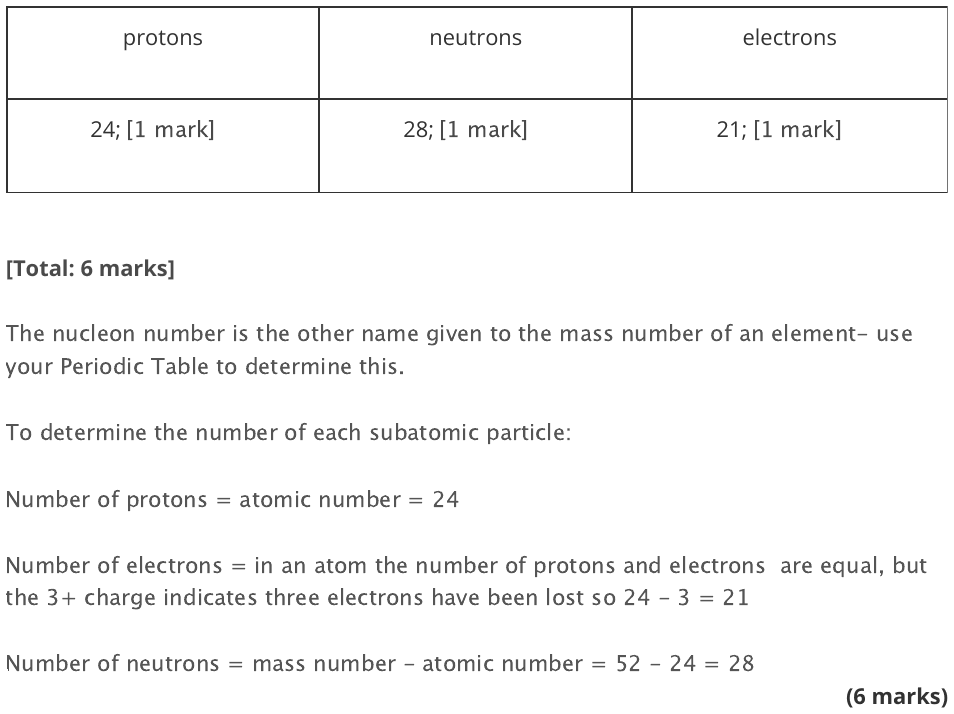 protons neutrons electrons
24; [1 mark] 28; [1 mark] 21; [1 mark]
[Total: 6 marks]
The nucleon number is the other name given to the mass number of an element– use
your Periodic Table to determine this.
To determine the number of each subatomic particle:
Number of protons = atomic number = 24
Number of electrons = in an atom the number of protons and electrons  are equal, but
the 3+ charge indicates three electrons have been lost so 24 – 3 = 21
Number of neutrons = mass number – atomic number = 52 – 24 = 28
(6 marks)